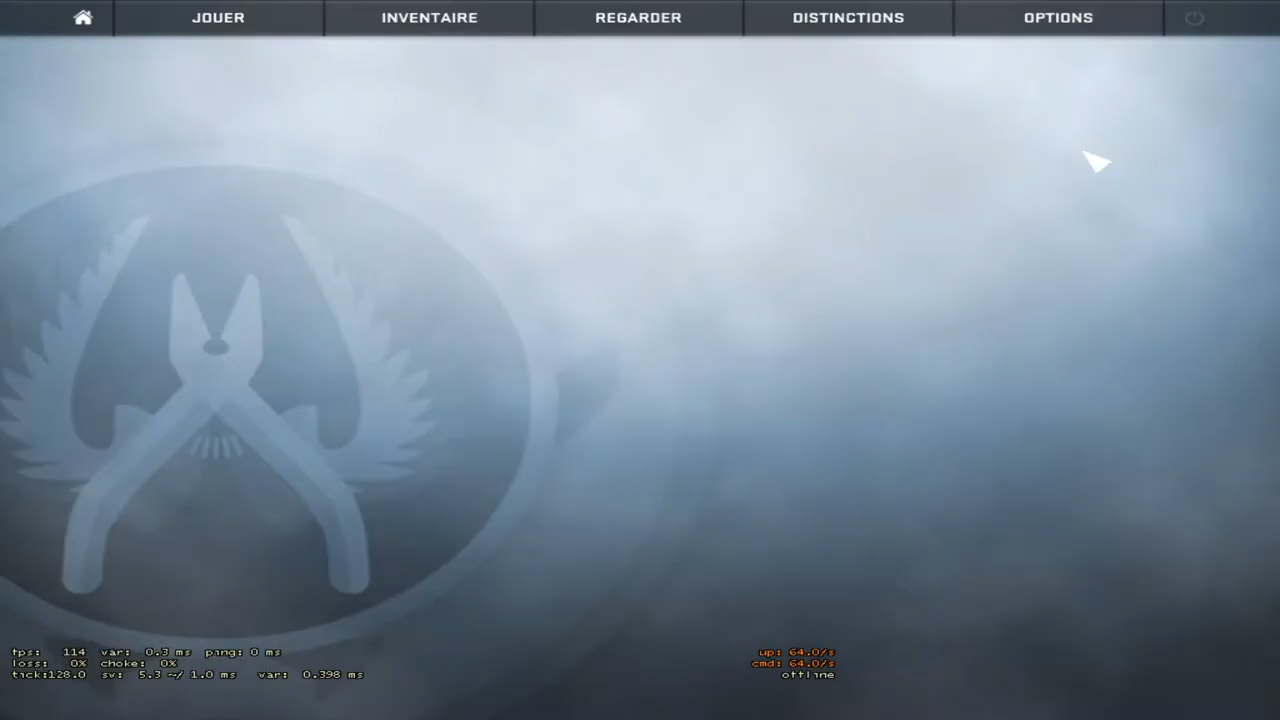 JOUER INVENTAIRE REGARDER DISTINCTIONS OPTIONS
fps: 114 var: 0.3 ms ping: 0 ms up: 64.0/s
loss: 0% choke: 0% cmd: 64.0/s
tick:128.0 sv: 5.3 ~/ 1.0 ms var: 0.398 ms offline